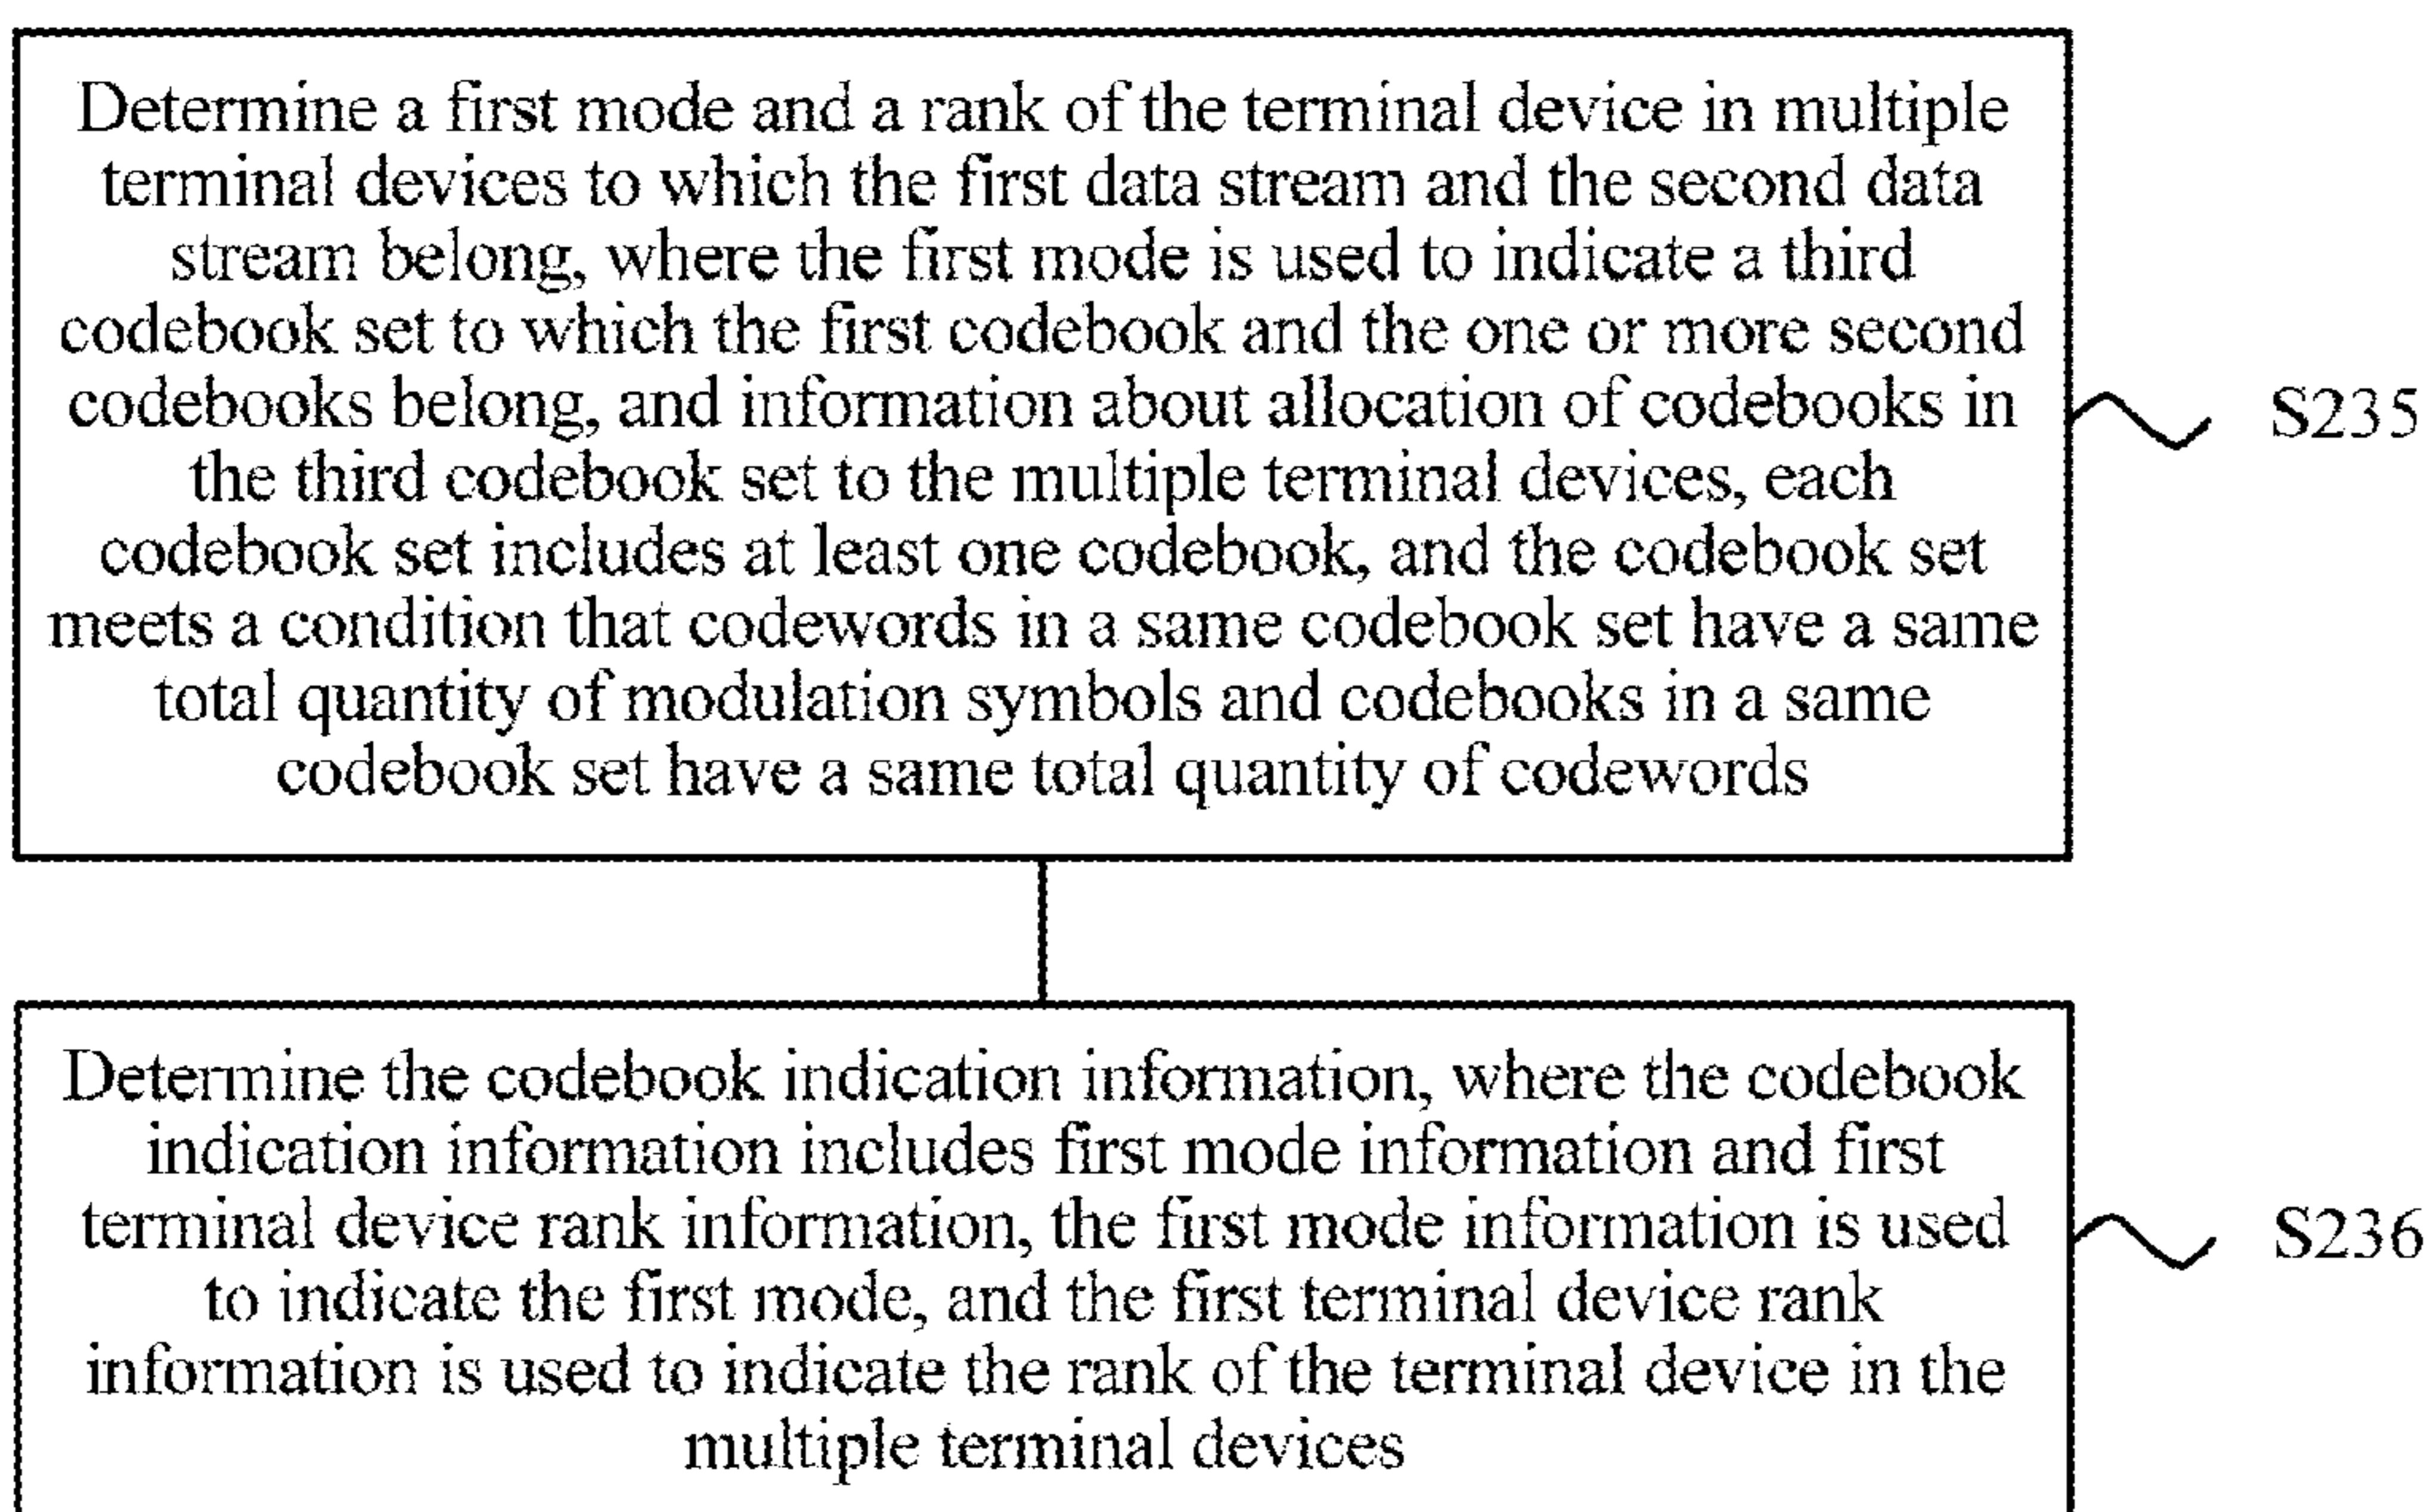 Determine a first mode and a rank of the terminal device in multiple
terminal devices to which the first data stream and the second data
stream belong, where the first mode is used to indicate a third
codebook set to which the first codebook and the one or more second
codebooks belong, and information about allocation of codebooks in
the third codebook set to the multiple terminal devices, each
codebook set includes at least one codebook, and the codebook set
meets a condition that codewords in a same codebook set have a same
total quantity of modulation symbols and codebooks in a same
codebook set have a same total quantity of codewords
S235
Determine the codebook indication information, where the codebook
indication information includes first mode information and first
terminal device rank information, the first mode information is used
to indicate the first mode, and the first terminal device rank
information is used to indicate the rank of the terminal device in the
multiple terminal devices
S236